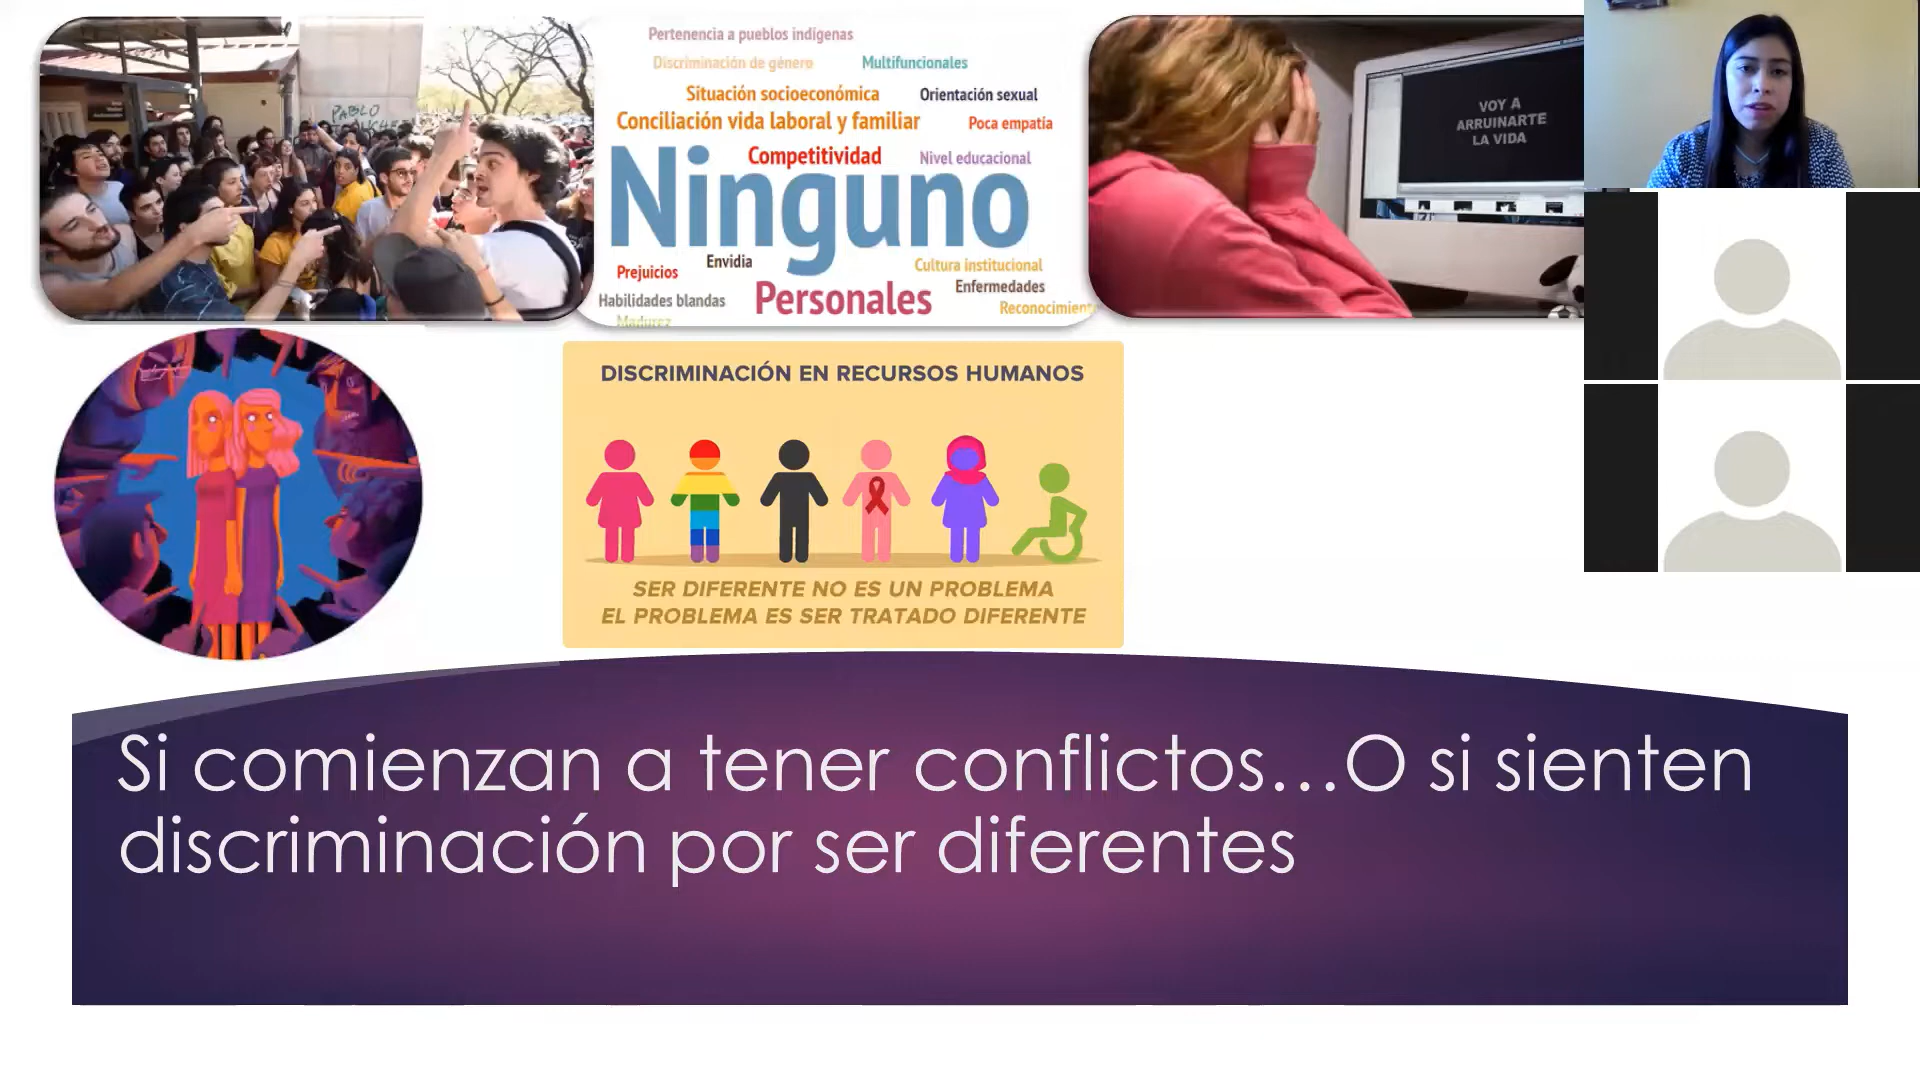 PABLO
Pertenencia a pueblos indígenas
Discriminación de género
Multifuncionales
Situación socioeconómica
Orientación sexual
Conciliación vida laboral y familiar
Poca empatía
Competitividad
Nivel educacional
Ninguno
Prejuicios
Envidia
Cultura institucional
Enfermedades
Habilidades blandas
Personales
Reconocimiento
Madurez
VOY A
ARRUINARTE
LA VIDA
DISCRIMINACIÓN EN RECURSOS HUMANOS
SER DIFERENTE NO ES UN PROBLEMA
EL PROBLEMA ES SER TRATADO DIFERENTE
Si comienzan a tener conflictos...O si sienten
discriminación por ser diferentes